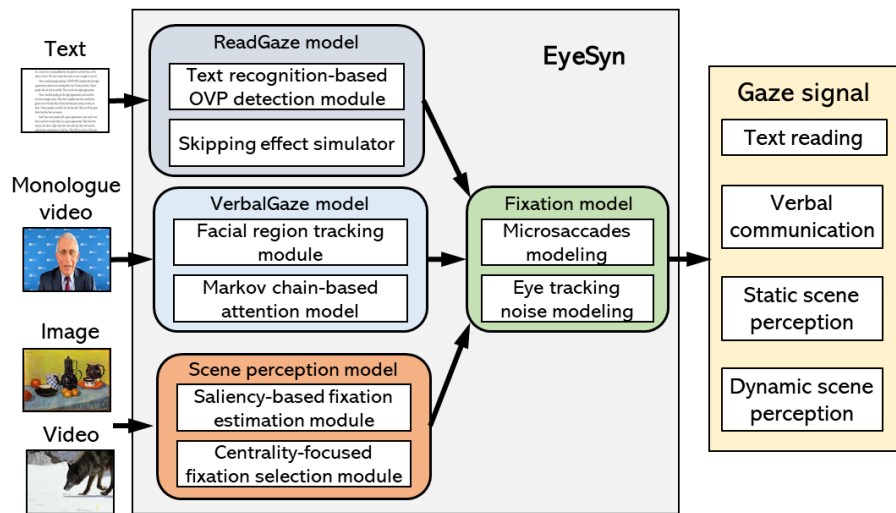 Text
Monologue
video
Image
Video
EyeSyn
ReadGaze model
Text recognition-based
OVP detection module
Skipping effect simulator
VerbalGaze model
Facial region tracking
module
Markov chain-based
attention model
Scene perception model
Saliency-based fixation
estimation module
Centrality-focused
fixation selection module
Fixation model
Microsaccades
modeling
Eye tracking
noise modeling
Gaze signal
Text reading
Verbal
communication
Static scene
perception
Dynamic scene
perception